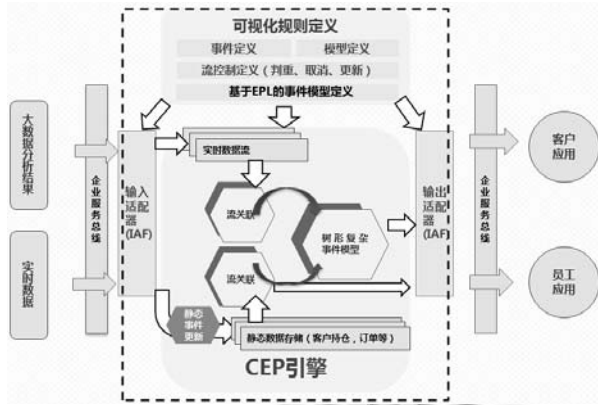 可视化规则定义
事件定义
模型定义
流控制定义（判重、取消、更新）
基于EPL的事件模型定义
大数据分析结果
实时数据
企业服务总线
输入
适配
器
(IAF)
实时数据流
流关联
流关联
树形复杂
事件模型
静态
事件
更新
静态数据存储（客户持仓，订单等）
CEP引擎
输出
适配
器
(IAF)
企业服务总线
客户
应用
员工
应用